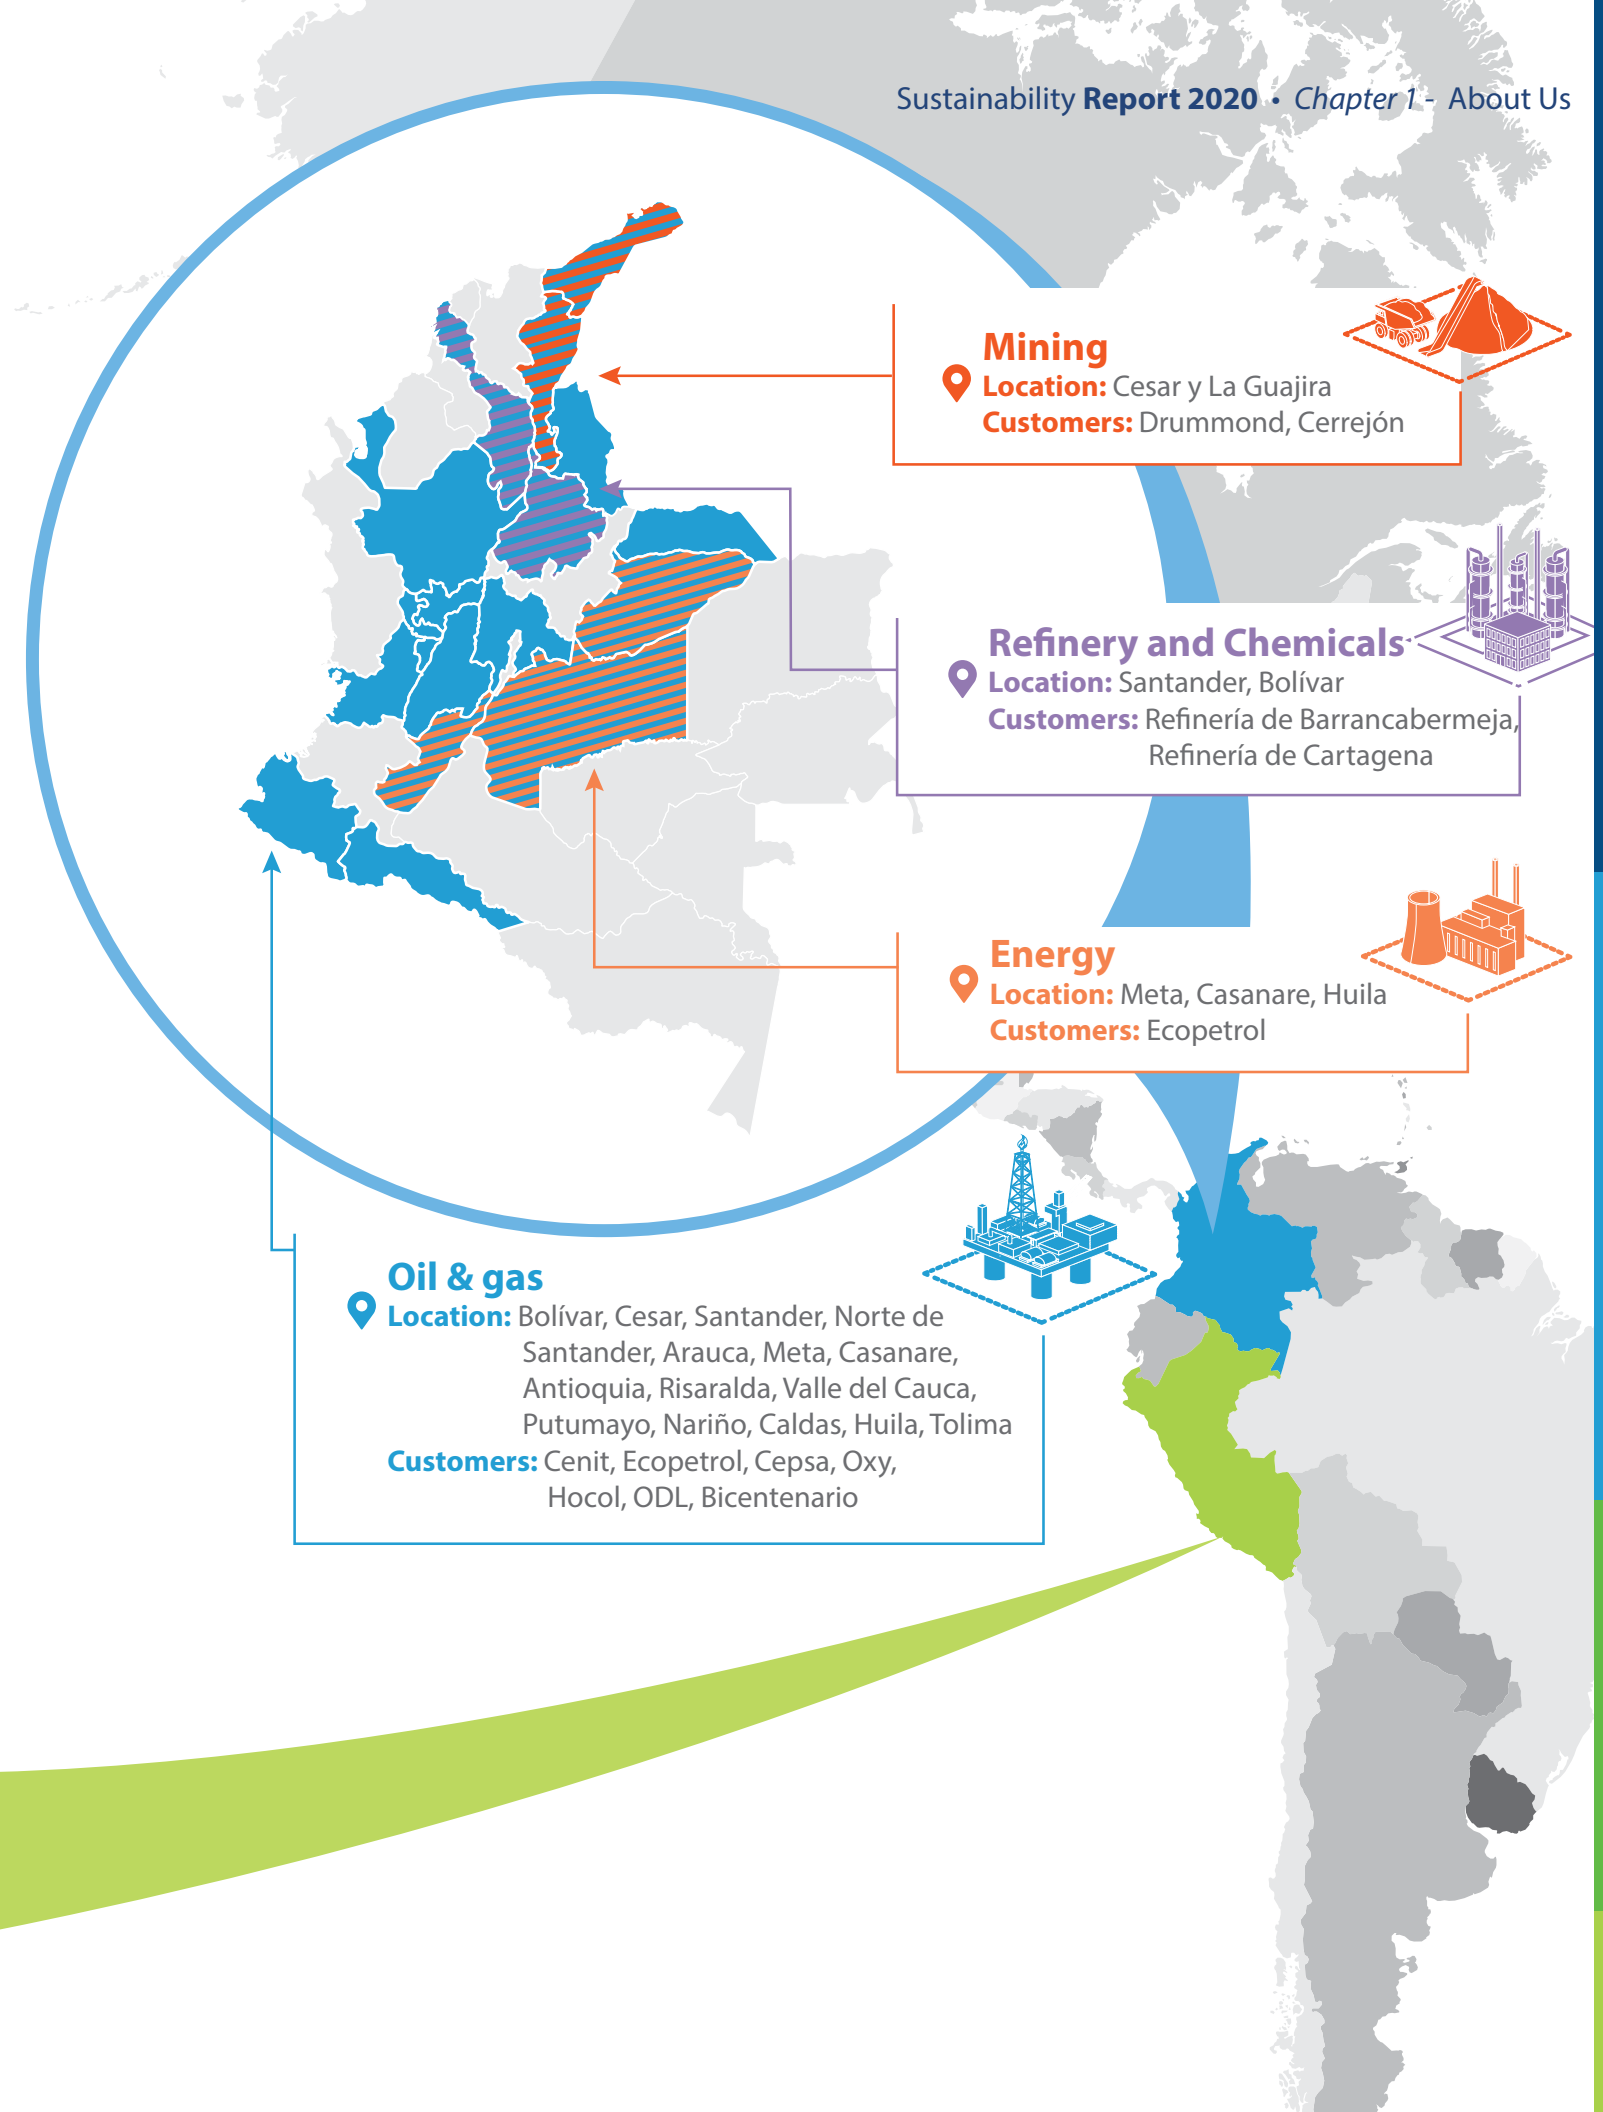 Sustainability Report 2020 • Chapter 1 - About Us
Mining
Location: Cesar y La Guajira
Customers: Drummond, Cerrejón
Refinery and Chemicals
Location: Santander, Bolívar
Customers: Refinería de Barrancabermeja,
Refinería de Cartagena
Energy
Location: Meta, Casanare, Huila
Customers: Ecopetrol
Oil & gas
Location: Bolívar, Cesar, Santander, Norte de
Santander, Arauca, Meta, Casanare,
Antioquia, Risaralda, Valle del Cauca,
Putumayo, Nariño, Caldas, Huila, Tolima
Customers: Cenit, Ecopetrol, Cepsa, Oxy,
Hocol, ODL, Bicentenario